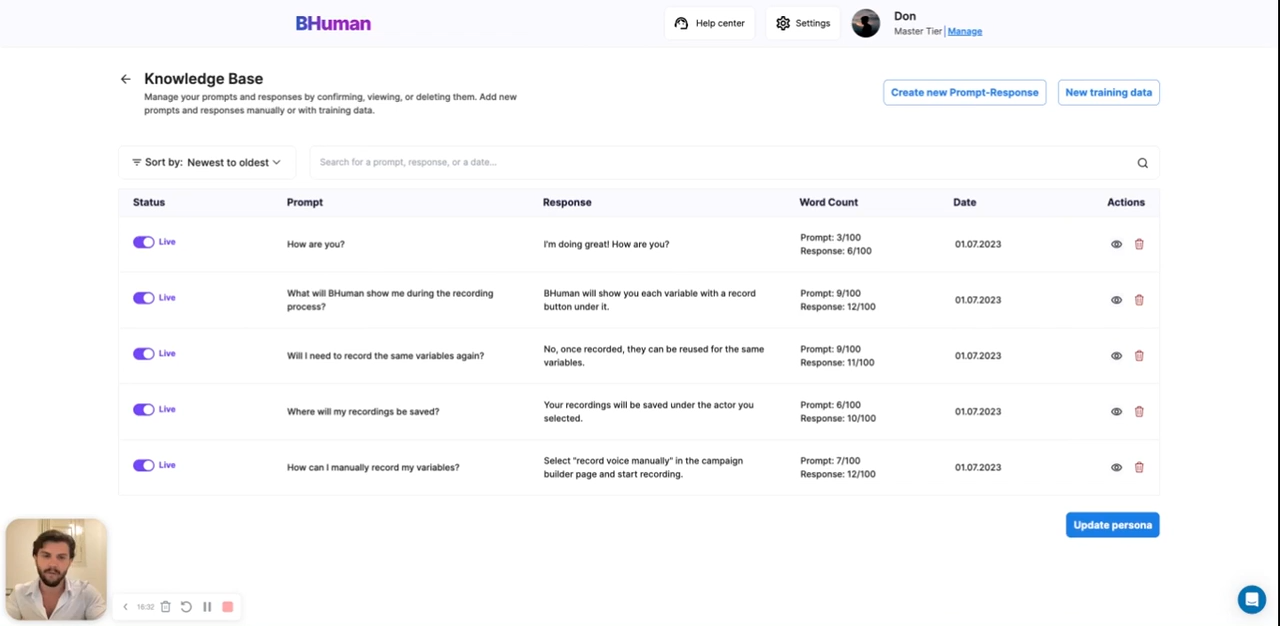 BHuman
Help center
Settings
Don
Master Tier | Manage
Knowledge Base
Manage your prompts and responses by confirming, viewing, or deleting them. Add new
prompts and responses manually or with training data.
Create new Prompt-Response
New training data
Sort by: Newest to oldest
Search for a prompt, response, or a date...
Status Prompt Response Word Count Date Actions
Live
How are you?
I'm doing great! How are you?
Prompt: 3/100
Response: 6/100
01.07.2023
Live
What will BHuman show me during the recording
process?
BHuman will show you each variable with a record
button under it.
Prompt: 9/100
Response: 12/100
01.07.2023
Live
Will I need to record the same variables again?
No, once recorded, they can be reused for the same
variables.
Prompt: 9/100
Response: 11/100
01.07.2023
Live
Where will my recordings be saved?
Your recordings will be saved under the actor you
selected.
Prompt: 6/100
Response: 10/100
01.07.2023
Live
How can I manually record my variables?
Select "record voice manually" in the campaign
builder page and start recording.
Prompt: 7/100
Response: 12/100
01.07.2023
Update persona
16:32